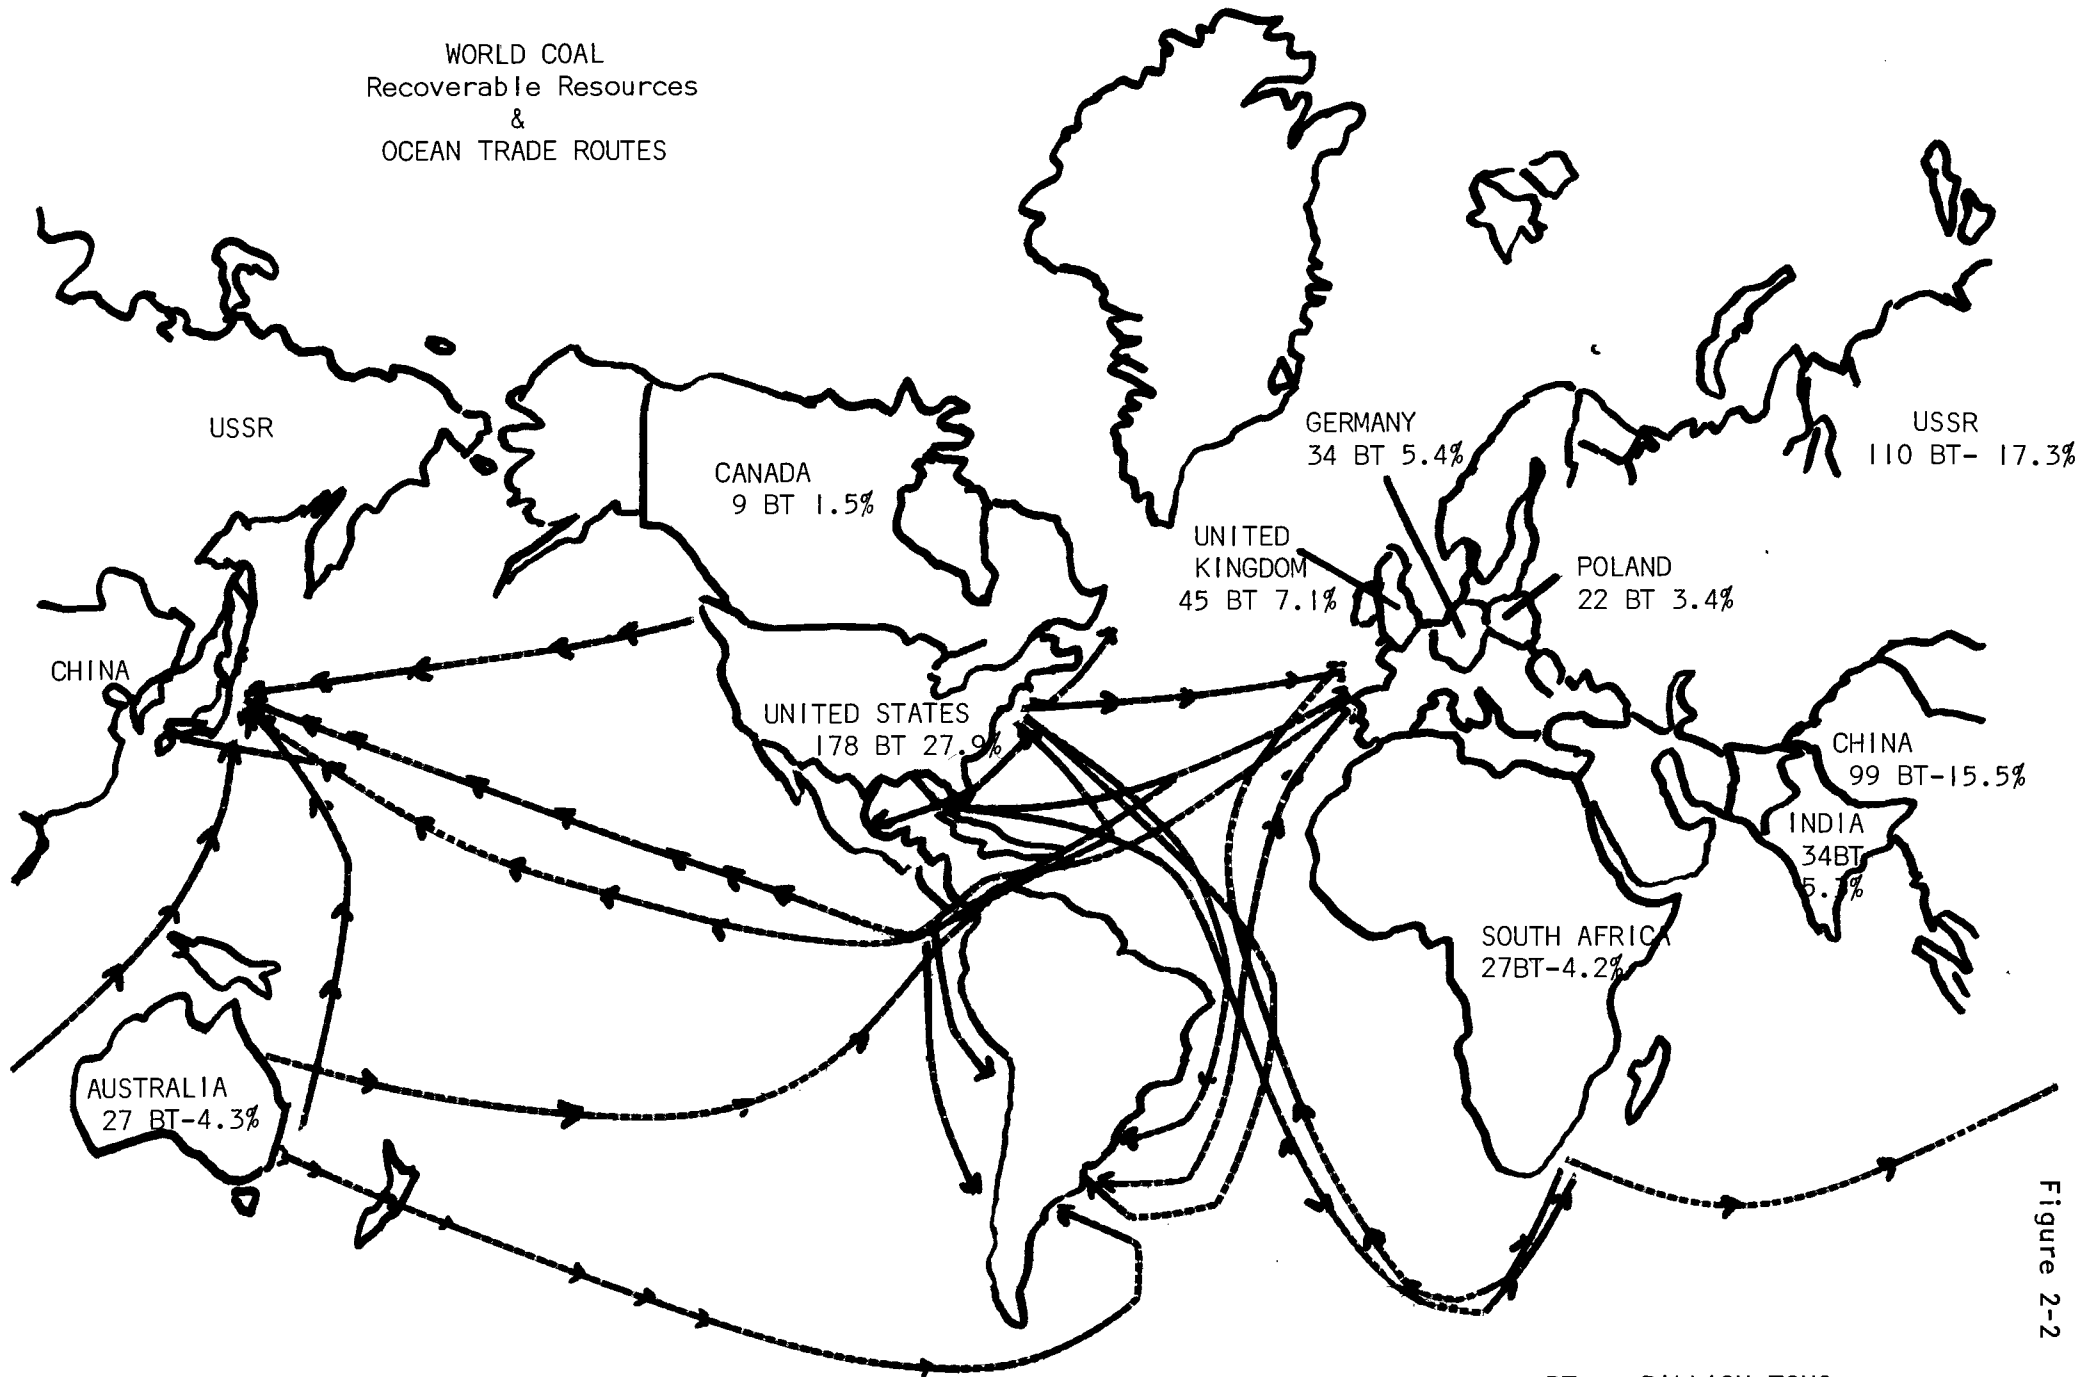 WORLD COAL
Recoverable Resources
&
OCEAN TRADE ROUTES
USSR
CANADA
9 BT 1.5%
GERMANY
34 BT 5.4%
USSR
110 BT- 17.3%
UNITED
KINGDOM
45 BT 7.1%
POLAND
22 BT 3.4%
CHINA
UNITED STATES
178 BT 27.9%
CHINA
99 BT-15.5%
INDIA
34BT
SOUTH AFRICA
27BT-4.2%
AUSTRALIA
27 BT-4.3%
Figure 2-2